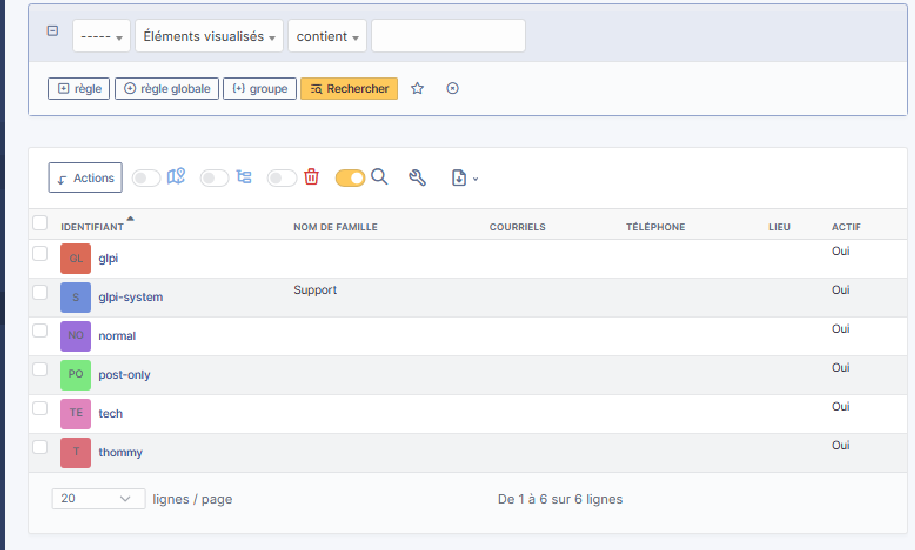 ----- Éléments visualisés contient
règle règle globale groupe Rechercher
Actions
IDENTIFIANT NOM DE FAMILLE COURRIELS TÉLÉPHONE LIEU ACTIF
GL glpi Oui
S glpi-system Support Oui
NO normal Oui
PO post-only Oui
TE tech Oui
T thommy Oui
20 lignes / page De 1 à 6 sur 6 lignes